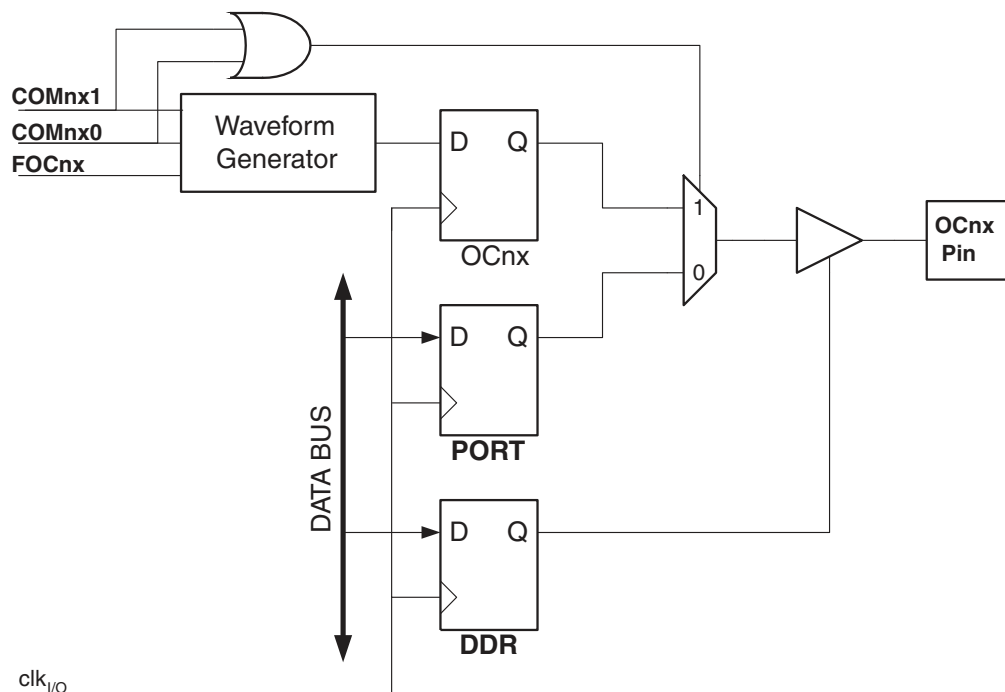 COMnx1
COMnx0
FOCnx
Waveform
Generator
D Q
OCnx
1
0
OCnx
Pin
D Q
PORT
DATA BUS
D Q
DDR
clkI/O